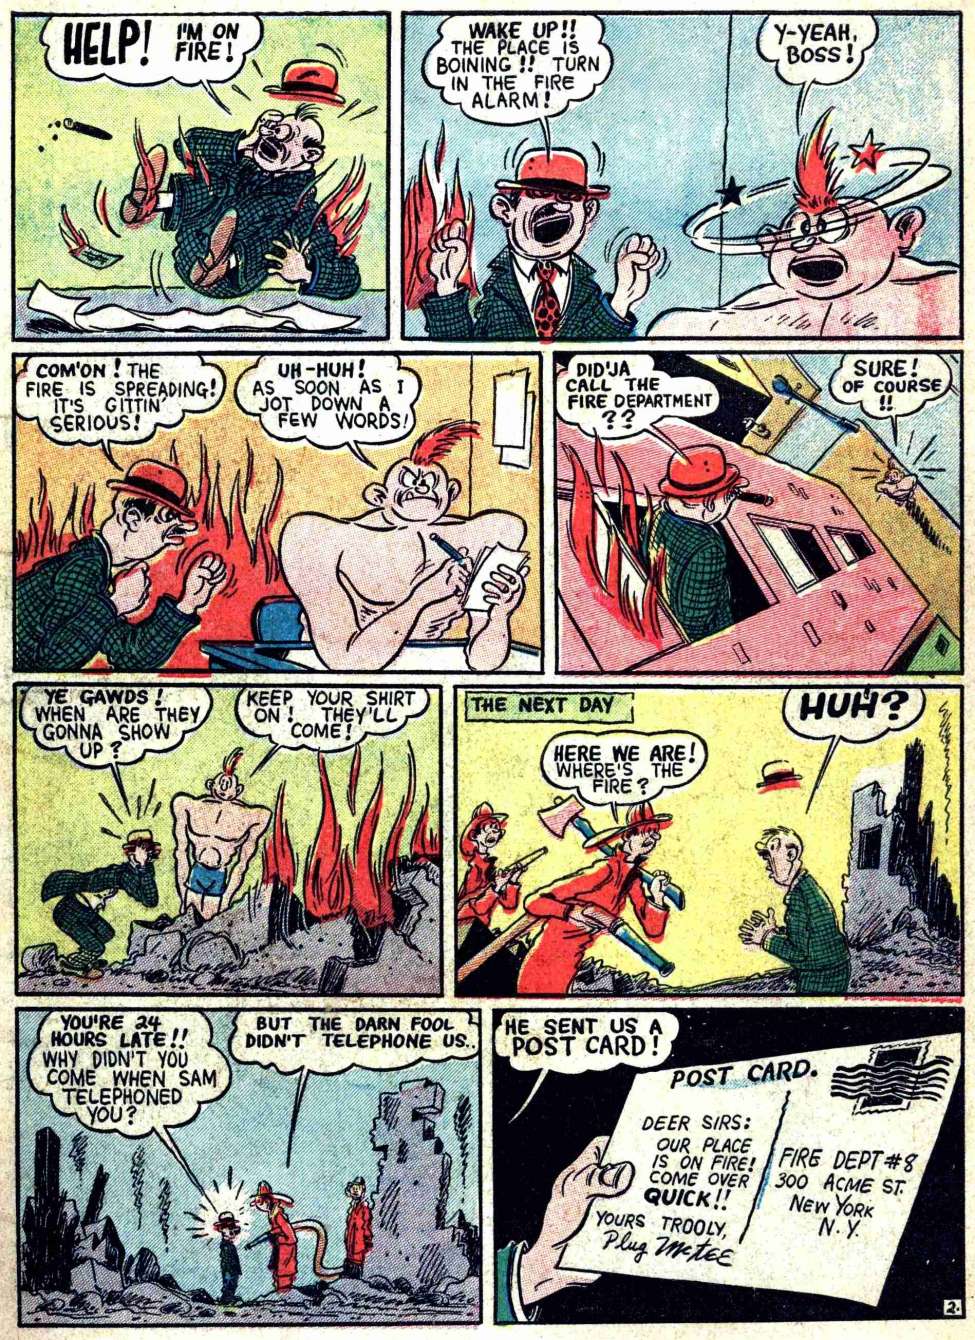 HELP! I'M ON
FIRE!
WAKE UP!!
THE PLACE IS
BOINING!! TURN
IN THE FIRE
ALARM!
Y-YEAH,
BOSS!
COM'ON! THE
FIRE IS SPREADING!
IT'S GITTIN'
SERIOUS!
UH-HUH!
AS SOON AS I
JOT DOWN A
FEW WORDS!
DID'JA
CALL THE
FIRE DEPARTMENT
??
SURE!
OF COURSE
!!
YE GAWDS!
WHEN ARE THEY
GONNA SHOW
UP?
KEEP YOUR SHIRT
ON! THEY'LL
COME!
THE NEXT DAY
HERE WE ARE!
WHERE'S THE
FIRE?
HUH?
YOU'RE 24
HOURS LATE!!
WHY DIDN'T YOU
COME WHEN SAM
TELEPHONED
YOU?
BUT THE DARN FOOL
DIDN'T TELEPHONE US..
HE SENT US A
POST CARD!
POST CARD.
DEER SIRS:
OUR PLACE
IS ON FIRE!
COME OVER
QUICK!!
YOURS TROOLY,
Plug McTee
FIRE DEPT #8
300 ACME ST.
NEW YORK
N.Y.
2.